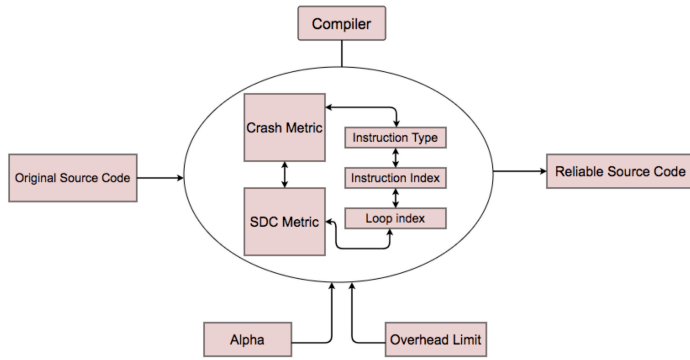 Compiler
Crash Metric
Instruction Type
Original Source Code
Instruction Index
Reliable Source Code
SDC Metric
Loop index
Alpha
Overhead Limit